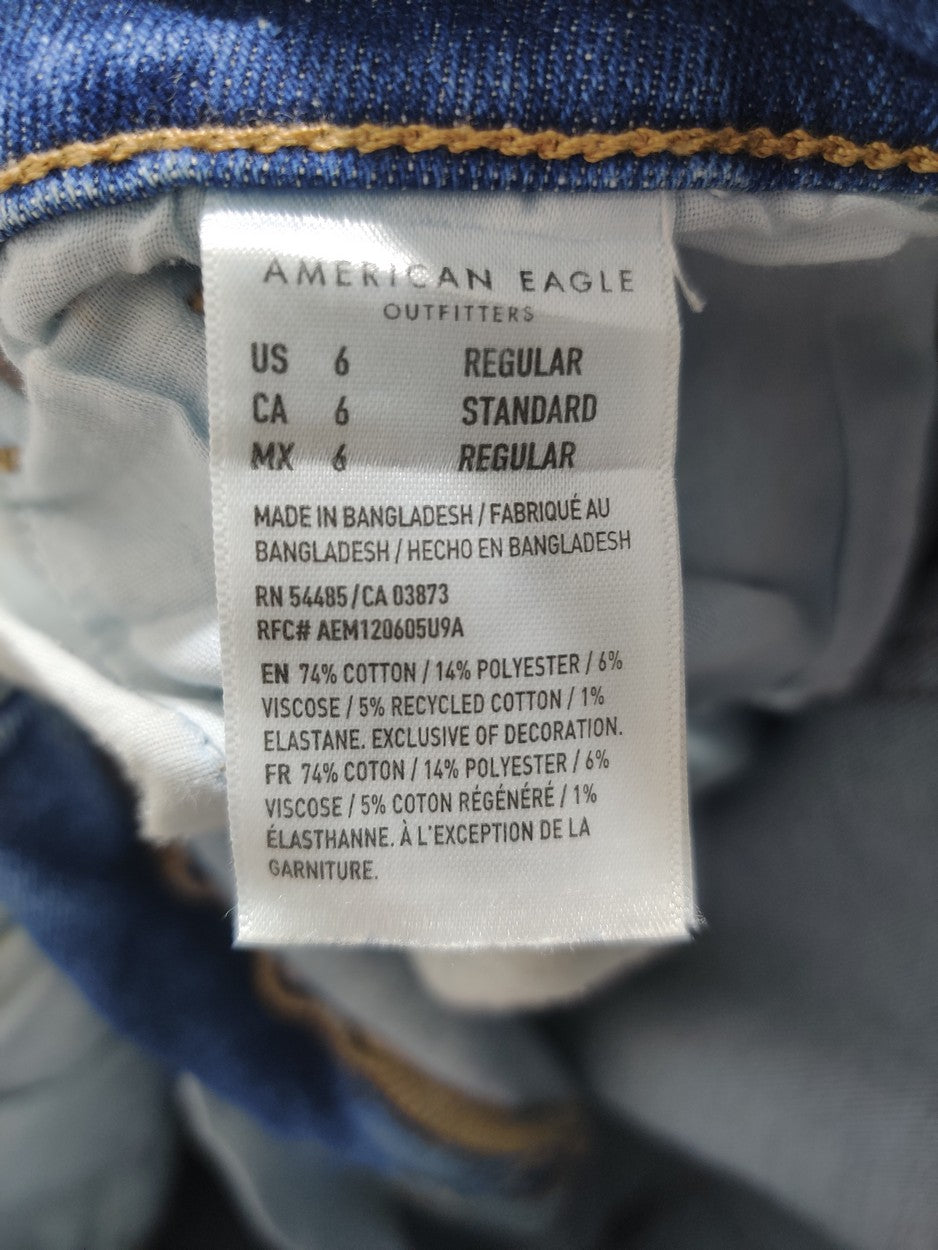 AMERICAN EAGLE
OUTFITTERS
US 6 REGULAR
CA 6 STANDARD
MX 6 REGULAR
MADE IN BANGLADESH / FABRIQUÉ AU
BANGLADESH / HECHO EN BANGLADESH
RN 54485/CA 03873
RFC# AEM120605U9A
EN 74% COTTON / 14% POLYESTER / 6%
VISCOSE / 5% RECYCLED COTTON / 1%
ELASTANE. EXCLUSIVE OF DECORATION.
FR 74% COTON / 14% POLYESTER / 6%
VISCOSE / 5% COTON RÉGÉNÉRÉ / 1%
ÉLASTHANNE. À L'EXCEPTION DE LA
GARNITURE.